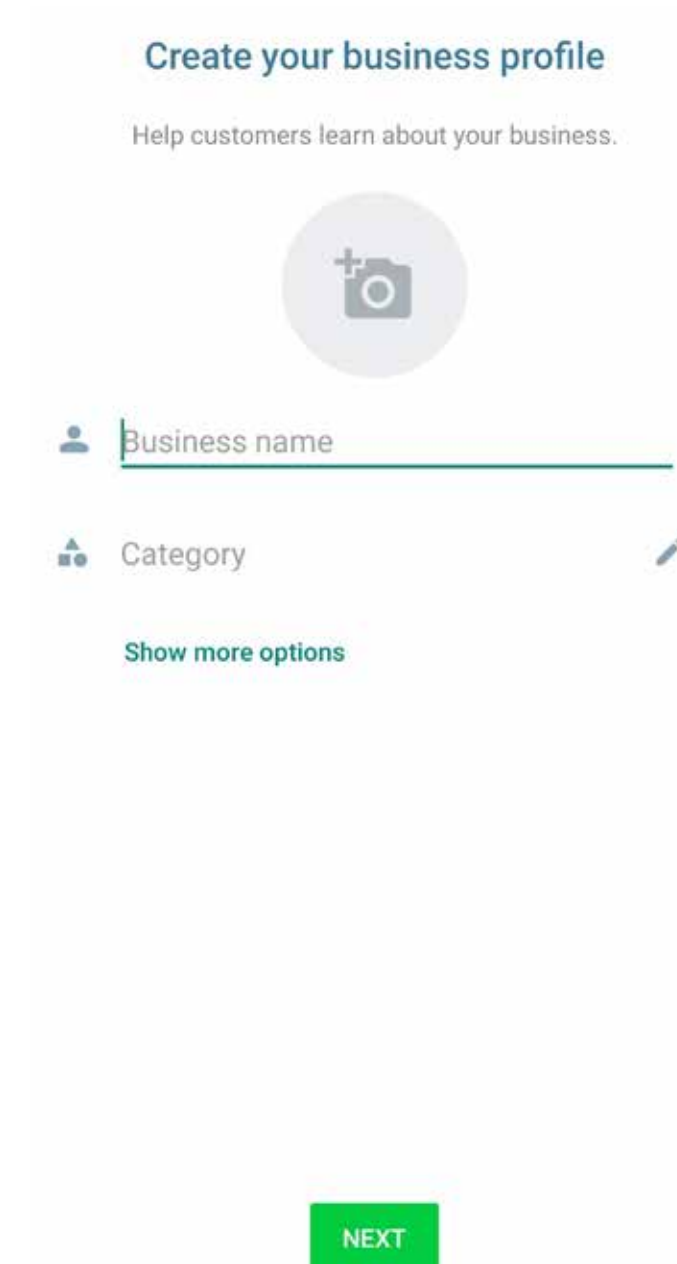 Create your business profile
Help customers learn about your business.
Business name
Category
Show more options
NEXT